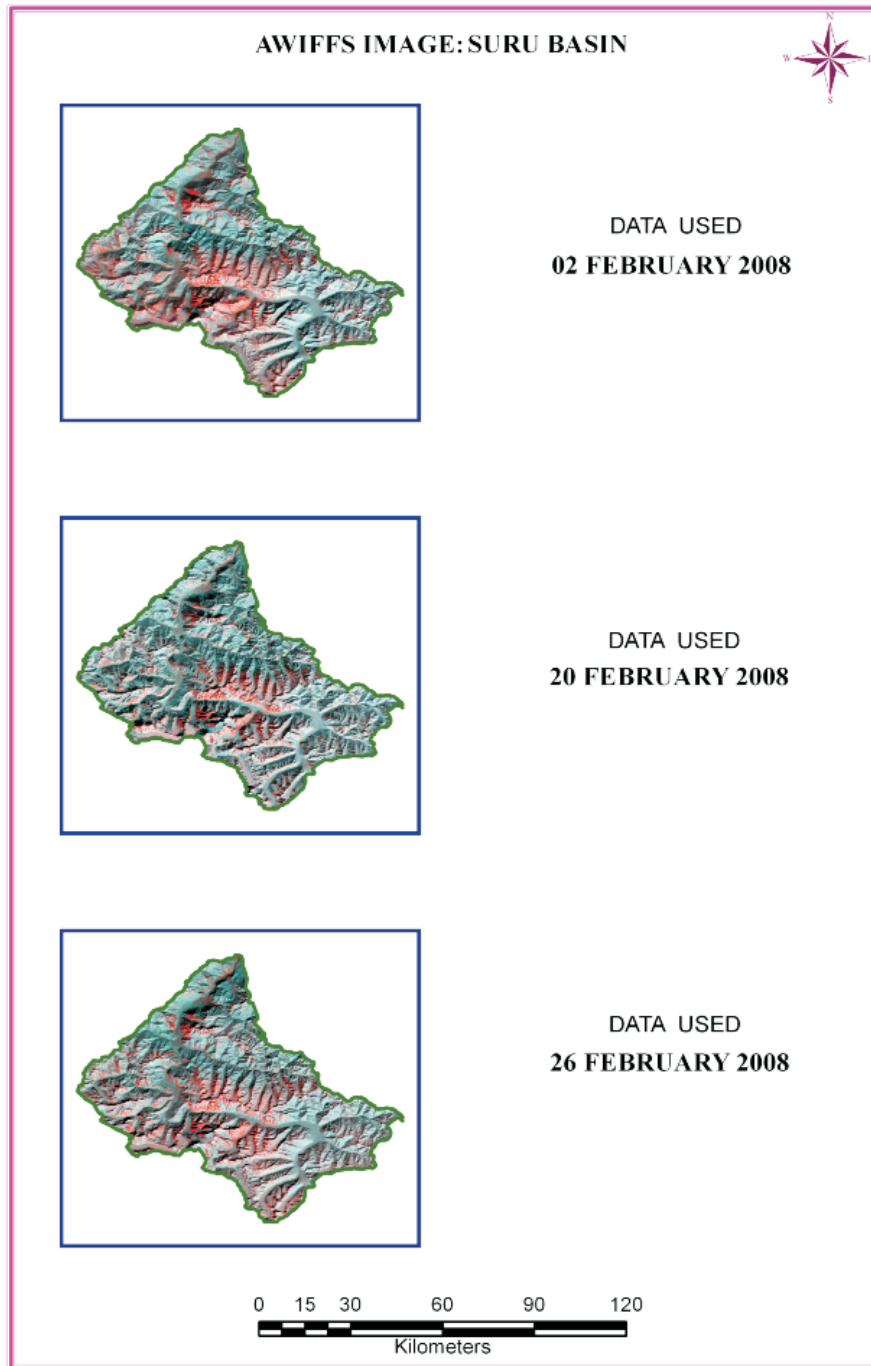 AWIFFS IMAGE: SURU BASIN
N
W
E
S
DATA USED
02 FEBRUARY 2008
DATA USED
20 FEBRUARY 2008
DATA USED
26 FEBRUARY 2008
0 15 30 60 90 120
Kilometers